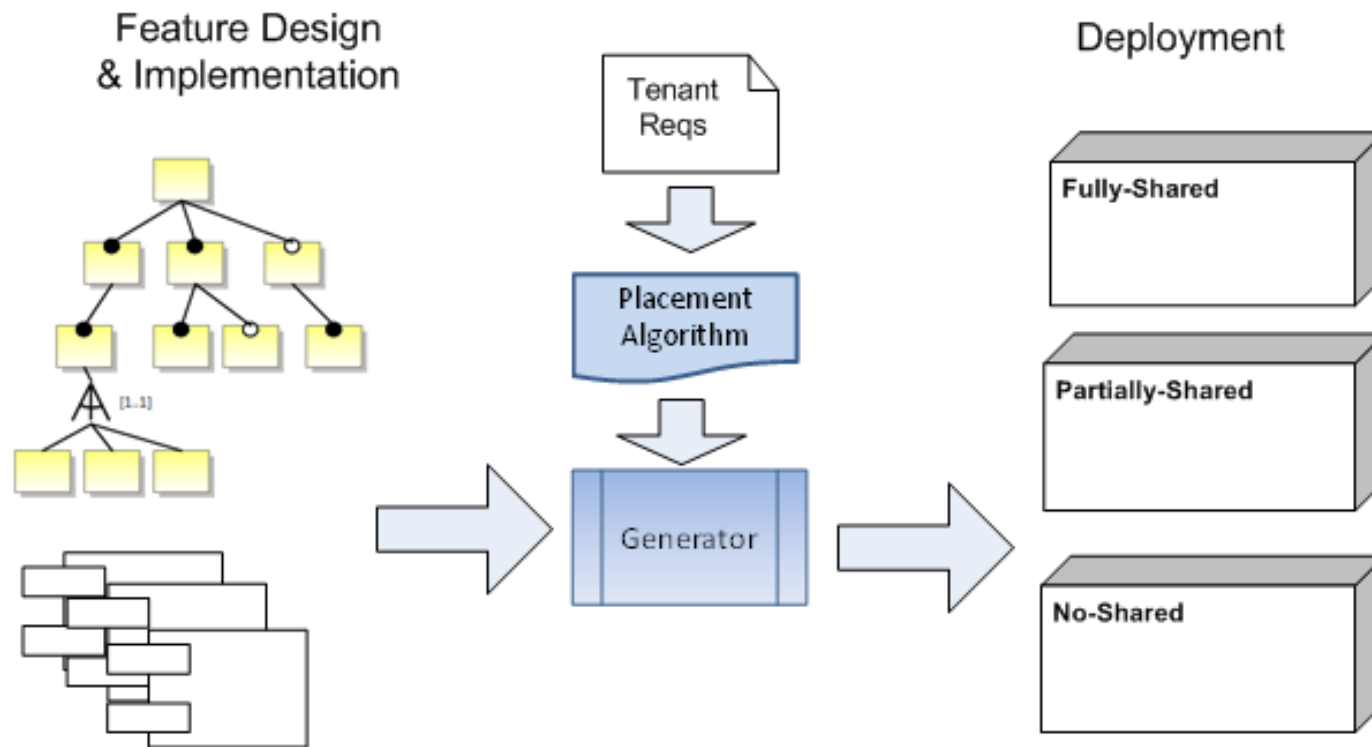 Feature Design
& Implementation
Tenant
Reqs
Placement
Algorithm
Generator
[1..1]
Deployment
Fully-Shared
Partially-Shared
No-Shared